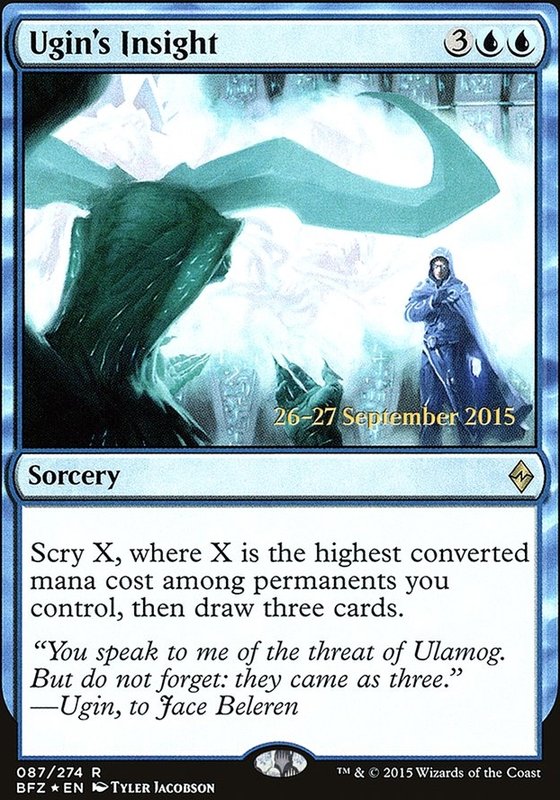 Ugin's Insight 3
26–27 September 2015
Sorcery
Scry X, where X is the highest converted
mana cost among permanents you
control, then draw three cards.
“You speak to me of the threat of Ulamog.
But do not forget: they came as three.”
—Ugin, to Jace Beleren
087/274 R
BFZ ★ EN Tyler Jacobson
™ & © 2015 Wizards of the Coast